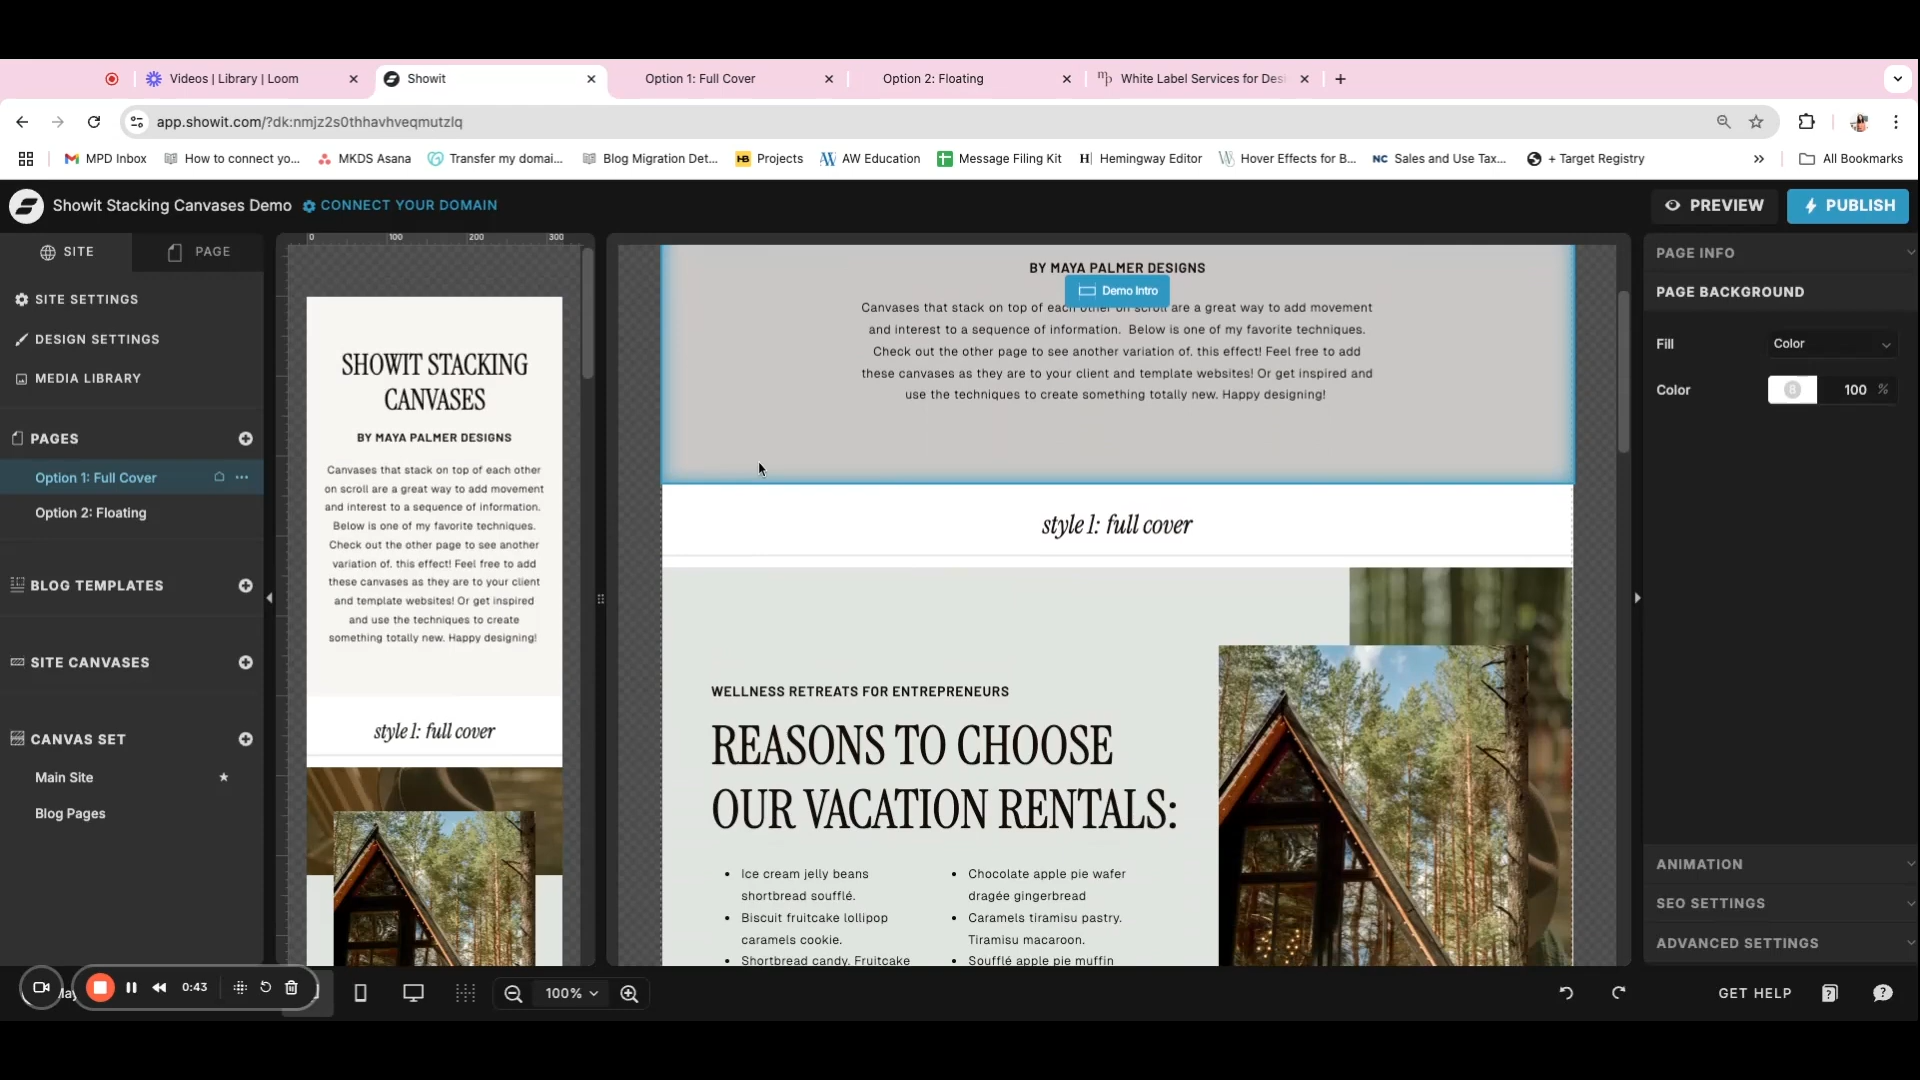 Videos | Library | Loom
Showit
Option 1: Full Cover
Option 2: Floating
mp
White Label Services for Des
app.showit.com/?dk:nmjz2s0thhavhveqmutzlq
MPD Inbox
How to connect yo...
MKDS Asana
Transfer my domai...
Blog Migration Det...
HB Projects
AW Education
Message Filing Kit
H Hemingway Editor
Hover Effects for B...
NC Sales and Use Tax...
+ Target Registry
All Bookmarks
Showit Stacking Canvases Demo
CONNECT YOUR DOMAIN
PREVIEW
PUBLISH
SITE
PAGE
SITE SETTINGS
DESIGN SETTINGS
MEDIA LIBRARY
PAGES
Option 1: Full Cover
Option 2: Floating
BLOG TEMPLATES
SITE CANVASES
CANVAS SET
Main Site
Blog Pages
0 100 200 300
SHOWIT STACKING
CANVASES
BY MAYA PALMER DESIGNS
Canvases that stack on top of each other
on scroll are a great way to add movement
and interest to a sequence of information.
Below is one of my favorite techniques.
Check out the other page to see another
variation of. this effect! Feel free to add
these canvases as they are to your client
and template websites! Or get inspired
and use the techniques to create
something totally new. Happy designing!
style 1: full cover
BY MAYA PALMER DESIGNS
Demo Intro
Canvases that stack on top of each other on scroll are a great way to add movement
and interest to a sequence of information. Below is one of my favorite techniques.
Check out the other page to see another variation of. this effect! Feel free to add
these canvases as they are to your client and template websites! Or get inspired and
use the techniques to create something totally new. Happy designing!
style 1: full cover
WELLNESS RETREATS FOR ENTREPRENEURS
REASONS TO CHOOSE
OUR VACATION RENTALS:
Ice cream jelly beans
shortbread soufflé.
Biscuit fruitcake lollipop
caramels cookie.
Shortbread candy. Fruitcake
Chocolate apple pie wafer
dragée gingerbread
Caramels tiramisu pastry.
Tiramisu macaroon.
Soufflé apple pie muffin
PAGE INFO
PAGE BACKGROUND
Fill
Color
Color
8
100 %
ANIMATION
SEO SETTINGS
ADVANCED SETTINGS
May
0:43
100%
GET HELP